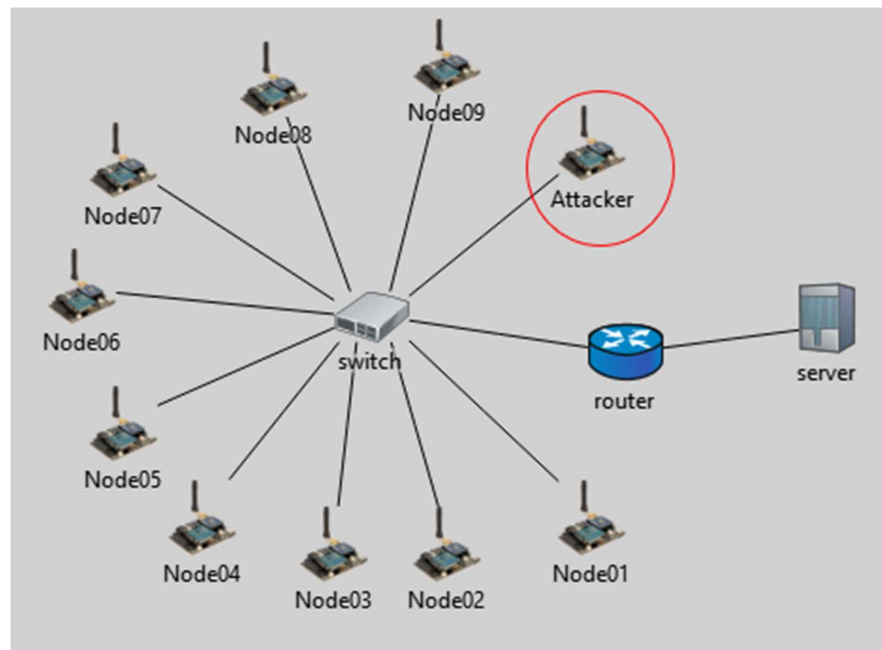 Node09
Node08
Attacker
Node07
Node06
switch
server
router
Node05
Node04
Node01
Node03
Node02